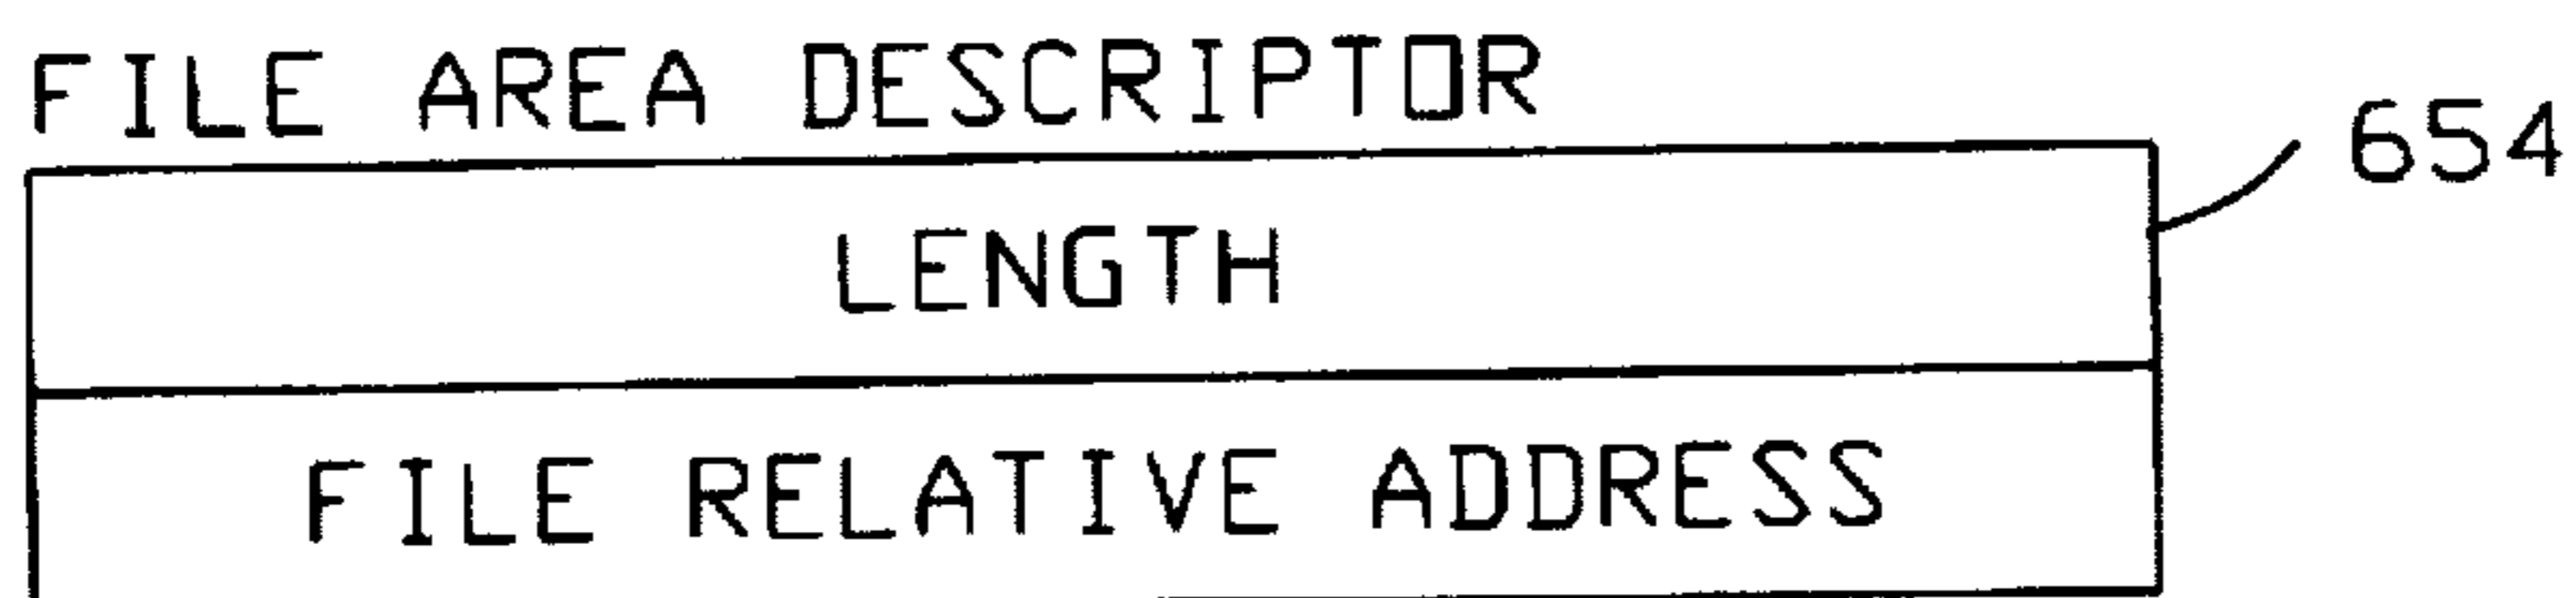 FILE AREA DESCRIPTOR
654
LENGTH
FILE RELATIVE ADDRESS